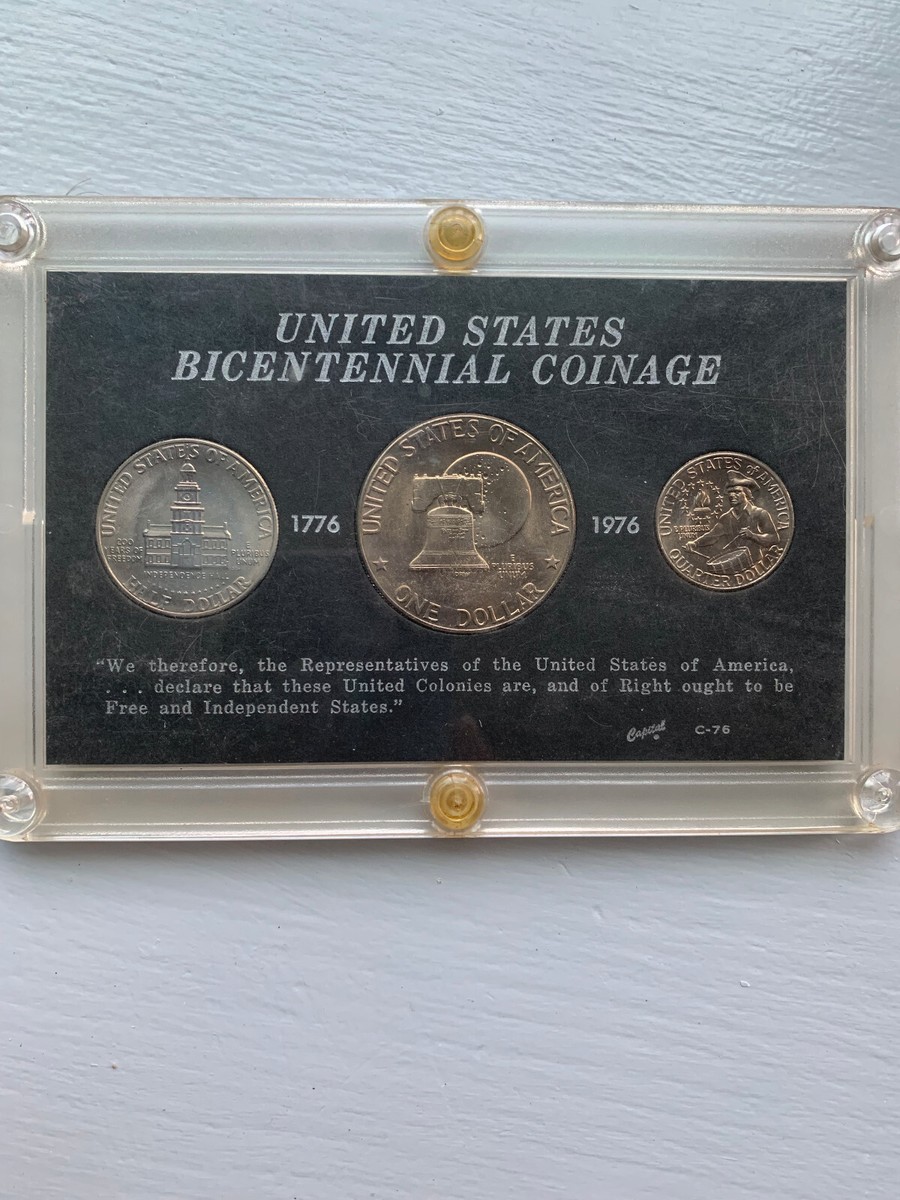 UNITED STATES
BICENTENNIAL COINAGE
UNITED STATES OF AMERICA
200
YEARS OF
FREEDOM
E
PLURIBUS
UNUM
INDEPENDENCE HALL
HALF DOLLAR
1776
UNITED STATES OF AMERICA
E
PLURIBUS
UNUM
ONE DOLLAR
1976
UNITED STATES of AMERICA
E PLURIBUS
UNUM
QUARTER DOLLAR
"We therefore, the Representatives of the United States of America,
. . . declare that these United Colonies are, and of Right ought to be
Free and Independent States."
Capital ® C-76